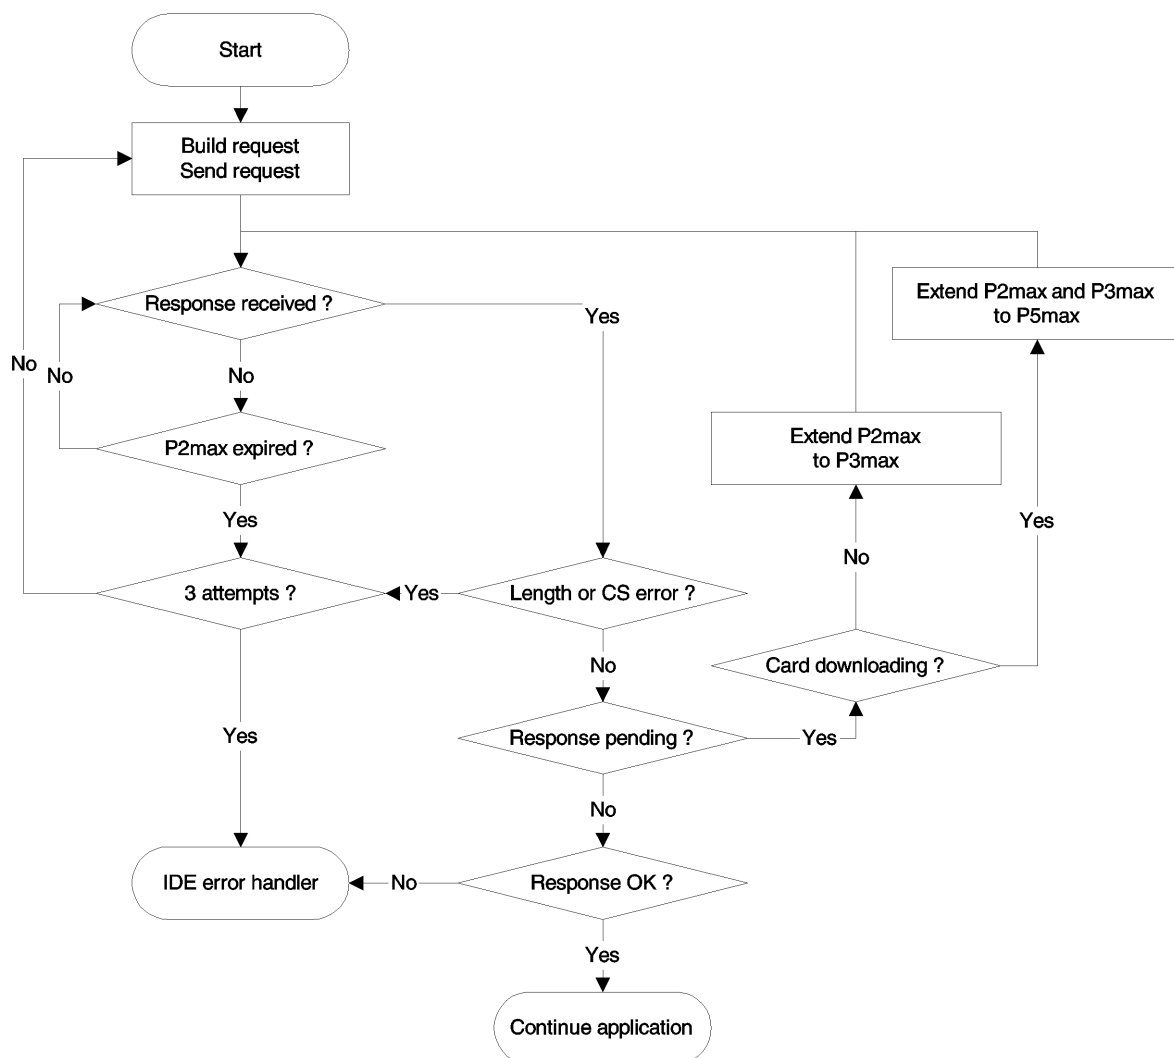 Start
Build request
Send request
Response received ?
Yes
Extend P2max and P3max
to P5max
No
No
No
P2max expired ?
Extend P2max
to P3max
Yes
Yes
No
3 attempts ?
Yes
Length or CS error ?
No
Card downloading ?
Yes
Response pending ?
Yes
No
IDE error handler
No
Response OK ?
Yes
Continue application